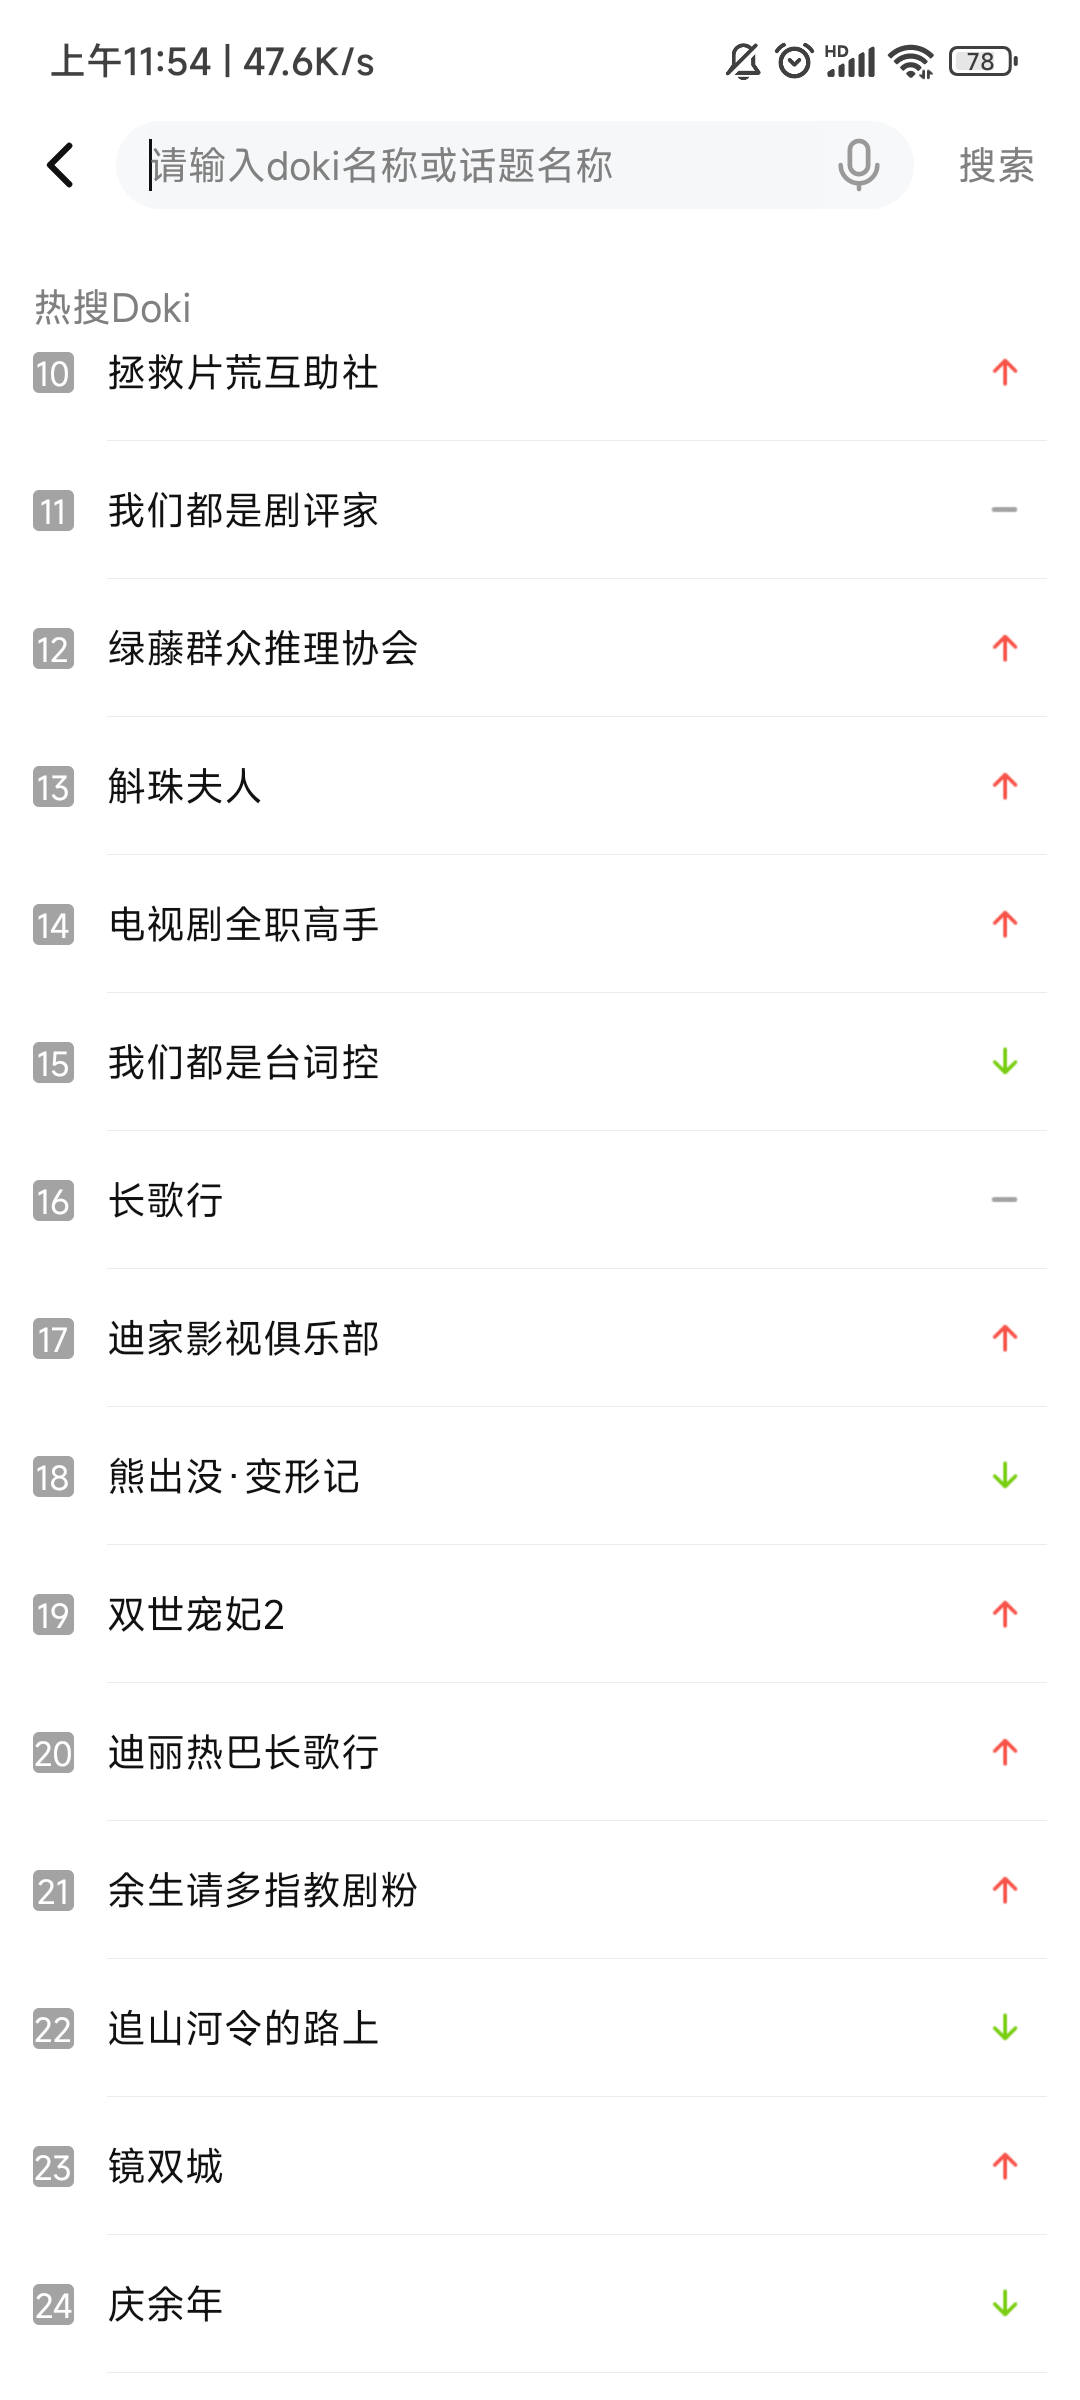 上午11:54 | 47.6K/s
HD
78
请输入doki名称或话题名称
搜索
热搜Doki
10 拯救片荒互助社
11 我们都是剧评家
12 绿藤群众推理协会
13 斛珠夫人
14 电视剧全职高手
15 我们都是台词控
16 长歌行
17 迪家影视俱乐部
18 熊出没·变形记
19 双世宠妃2
20 迪丽热巴长歌行
21 余生请多指教剧粉
22 追山河令的路上
23 镜双城
24 庆余年